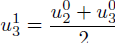 $u_3^1 = \frac{u_2^0 + u_3^0}{2}$